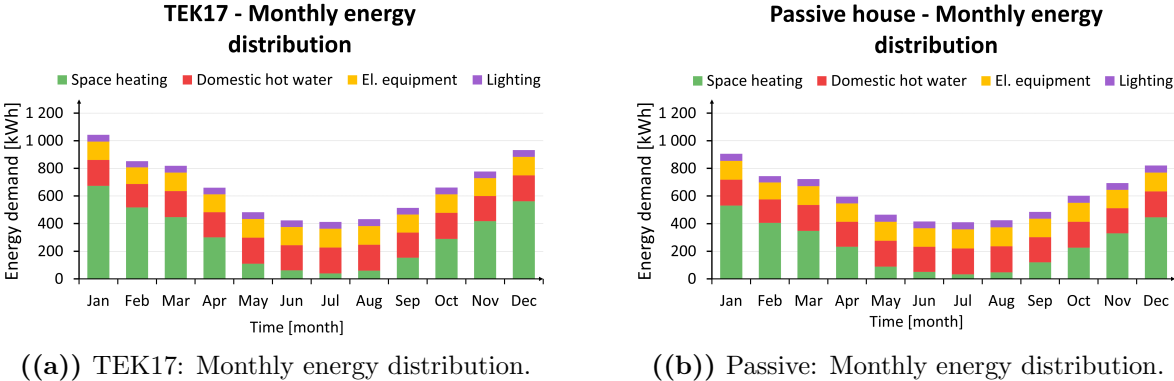 TEK17 - Monthly energy
distribution
Space heating Domestic hot water El. equipment Lighting
Energy demand [kWh]
1 200
1 000
800
600
400
200
0
Jan Feb Mar Apr May Jun Jul Aug Sep Oct Nov Dec
Time [month]
((a)) TEK17: Monthly energy distribution.
Passive house - Monthly energy
distribution
Space heating Domestic hot water El. equipment Lighting
Energy demand [kWh]
1 200
1 000
800
600
400
200
0
Jan Feb Mar Apr May Jun Jul Aug Sep Oct Nov Dec
Time [month]
((b)) Passive: Monthly energy distribution.